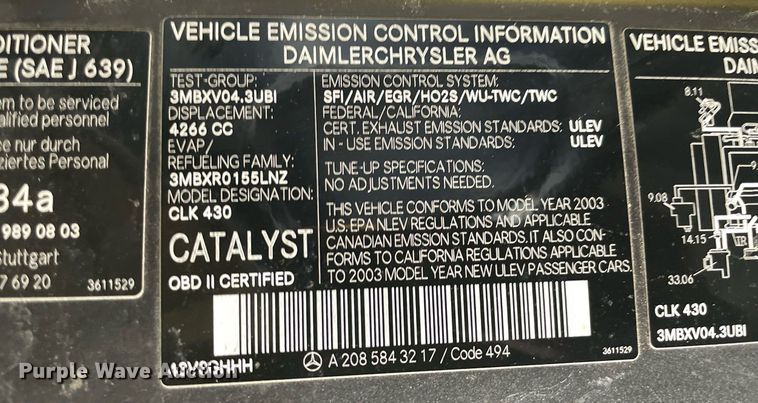 DITIONER
E (SAE J 639)
m to be serviced
alified personnel
ce nur durch
ziertes Personal
34a
989 08 03
Stuttgart
7 69 20
3611529
VEHICLE EMISSION CONTROL INFORMATION
DAIMLERCHRYSLER AG
TEST-GROUP:
3MBXV04.3UBI
DISPLACEMENT:
4266 CC
EVAP/
REFUELING FAMILY:
3MBXR0155LNZ
MODEL DESIGNATION:
CLK 430
CATALYST
OBD II CERTIFIED
EMISSION CONTROL SYSTEM:
SFI/AIR/EGR/HO2S/WU-TWC/TWC
FEDERAL/CALIFORNIA:
CERT. EXHAUST EMISSION STANDARDS: ULEV
IN - USE EMISSION STANDARDS: ULEV
TUNE-UP SPECIFICATIONS:
NO ADJUSTMENTS NEEDED.
THIS VEHICLE CONFORMS TO MODEL YEAR 2003
U.S. EPA NLEV REGULATIONS AND APPLICABLE
CANADIAN EMISSION STANDARDS. IT ALSO CON-
FORMS TO CALIFORNIA REGULATIONS APPLICABLE
TO 2003 MODEL YEAR NEW ULEV PASSENGER CARS.
A 208 584 32 17 / Code 494
3611529
VEHICLE EMISS
DAIM
8.11
9.08
14.15
33.06
CLK 430
3MBXV04.3UBI
Purple Wave Auction